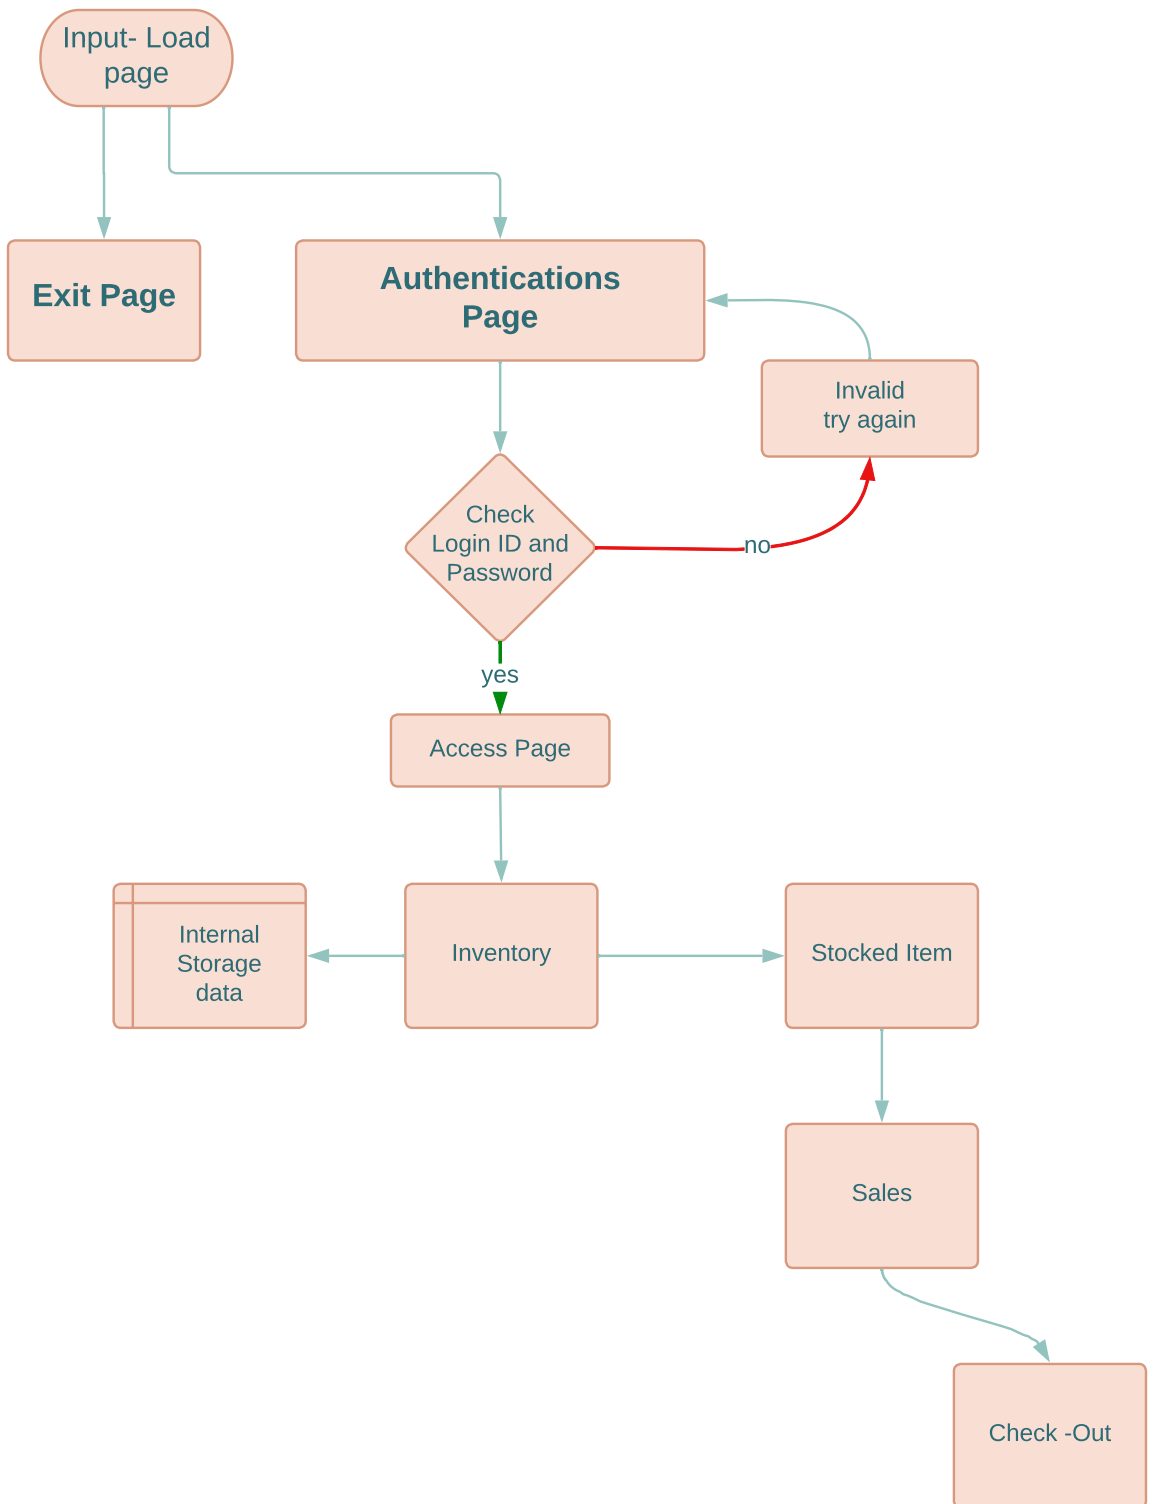 Input- Load
page
Exit Page
Authentications
Page
Invalid
try again
Check
Login ID and
Password
no
yes
Access Page
Internal
Storage
data
Inventory
Stocked Item
Sales
Check -Out